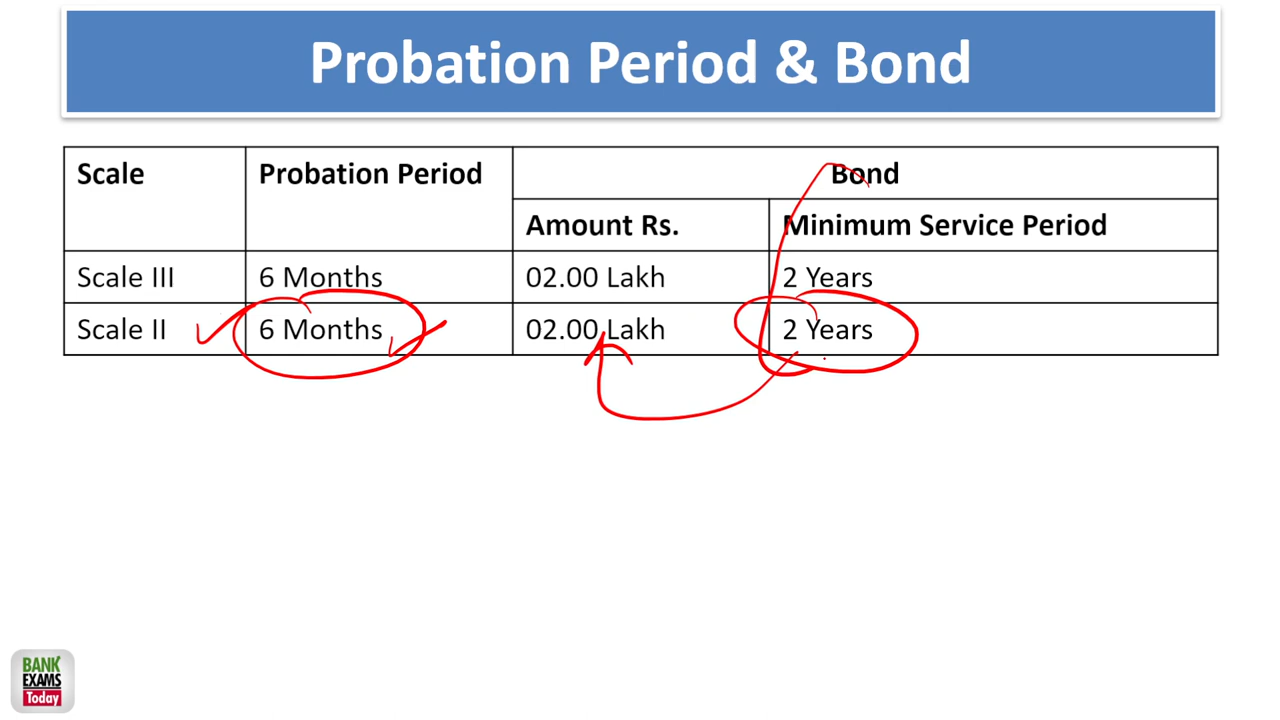 Probation Period & Bond
Scale Probation Period Bond
Amount Rs. Minimum Service Period
Scale III 6 Months 02.00 Lakh 2 Years
Scale II 6 Months 02.00 Lakh 2 Years
BANK
EXAMS
Today